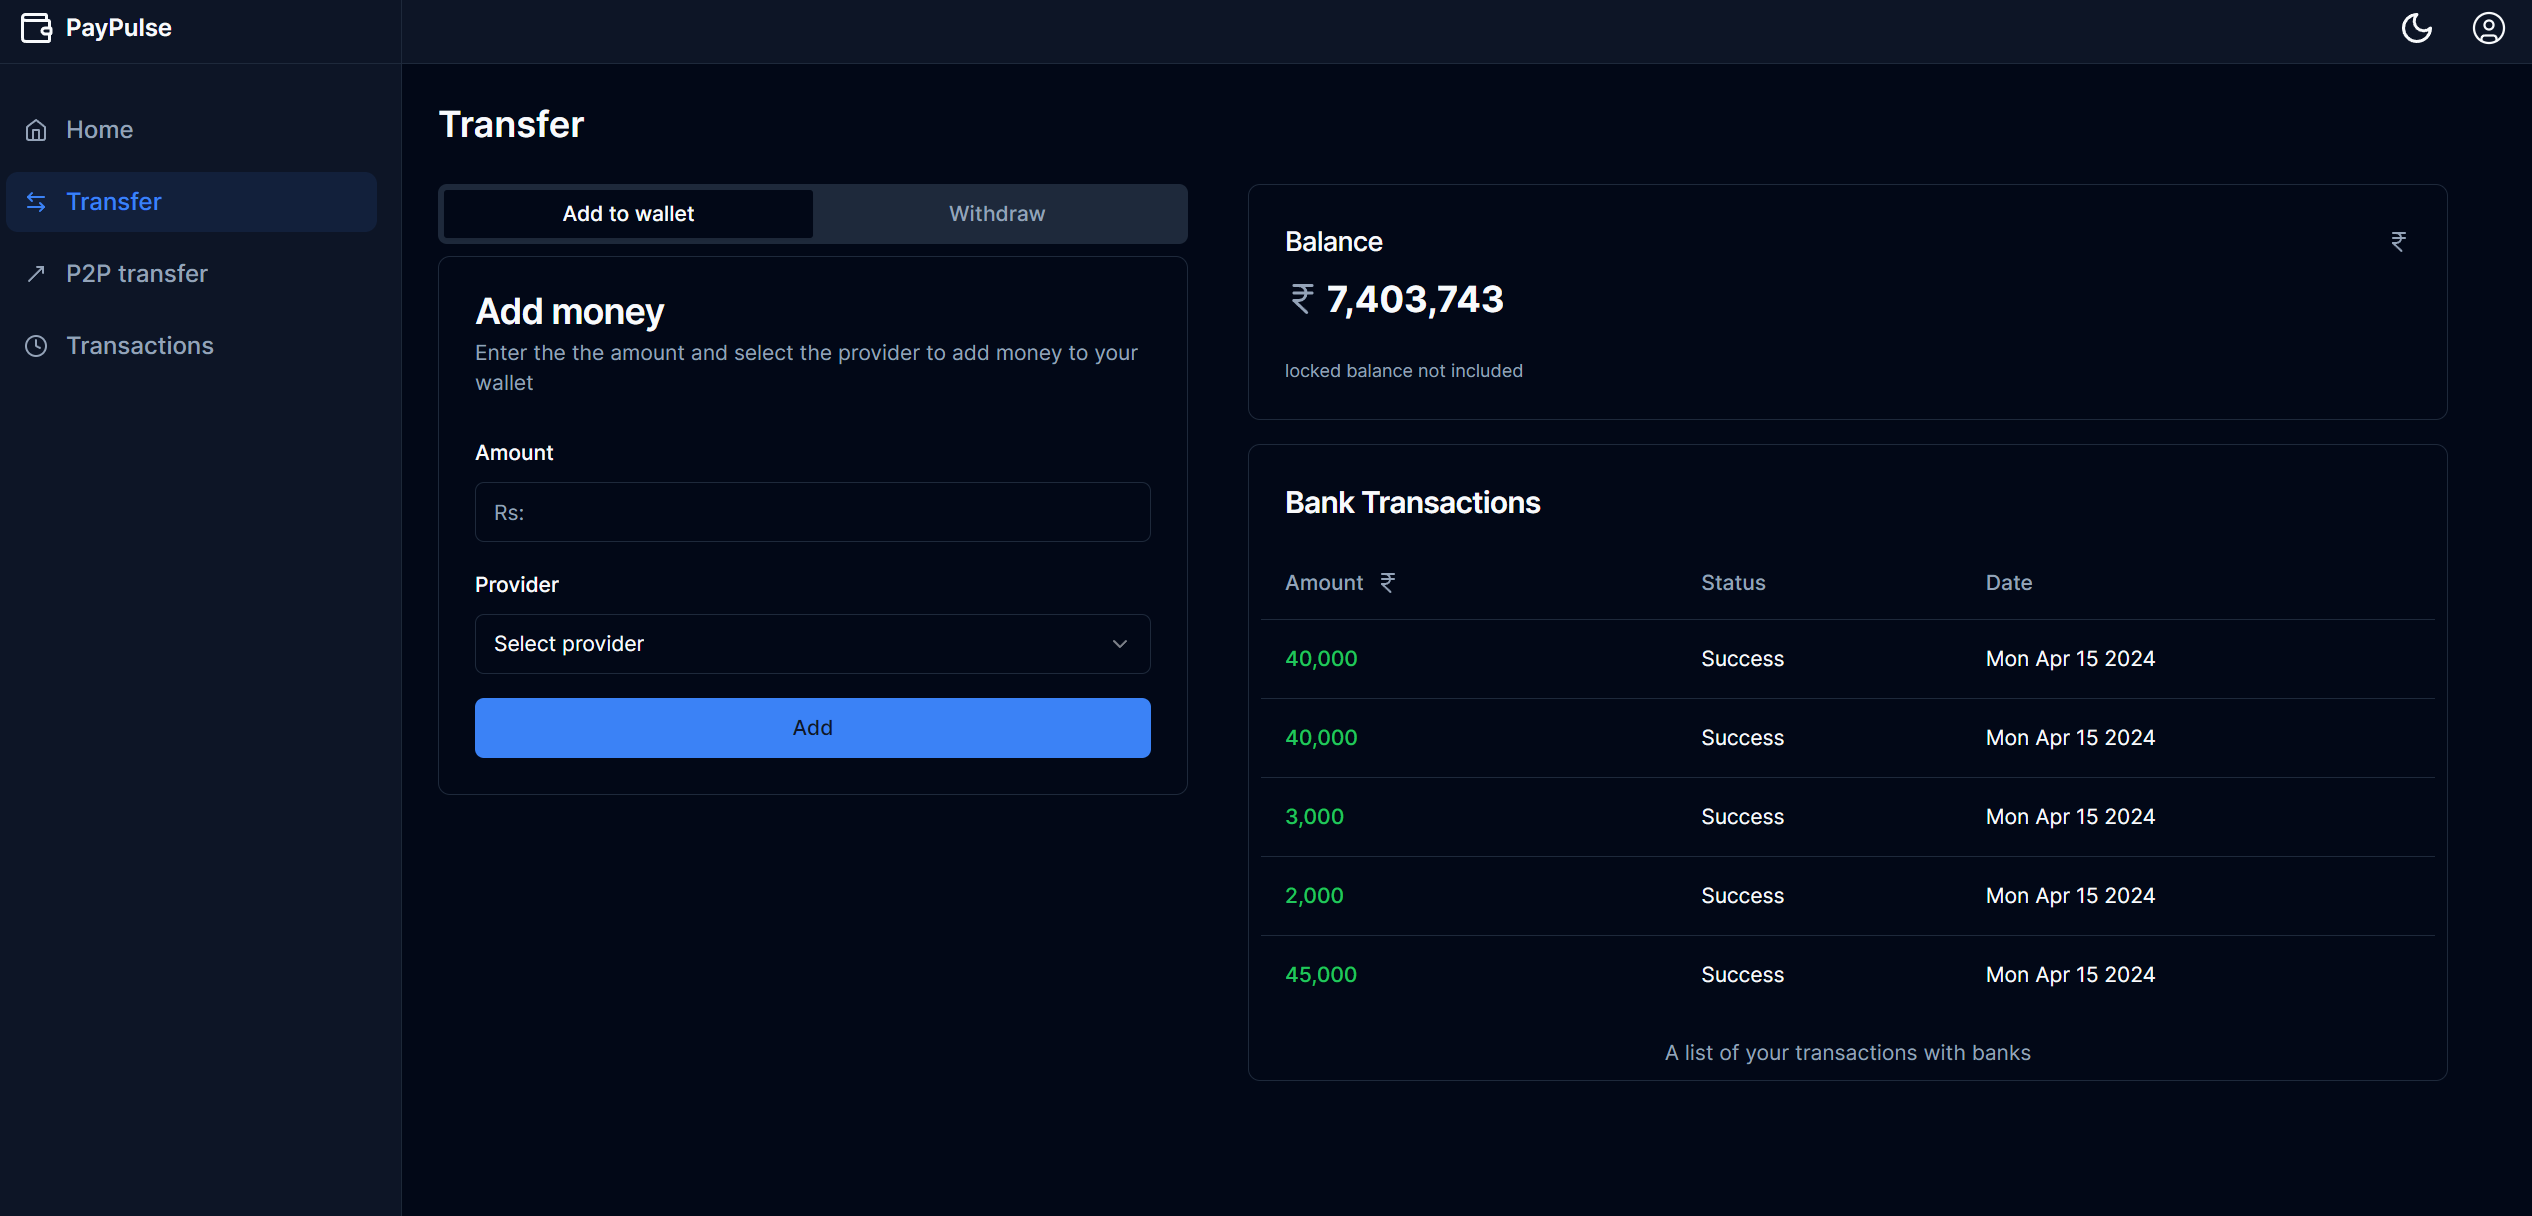 PayPulse
Home
Transfer
P2P transfer
Transactions
Transfer
Add to wallet
Withdraw
Add money
Enter the the amount and select the provider to add money to your
wallet
Amount
Rs:
Provider
Select provider
Add
Balance
₹
₹ 7,403,743
locked balance not included
Bank Transactions
Amount ₹ Status Date
40,000 Success Mon Apr 15 2024
40,000 Success Mon Apr 15 2024
3,000 Success Mon Apr 15 2024
2,000 Success Mon Apr 15 2024
45,000 Success Mon Apr 15 2024
A list of your transactions with banks